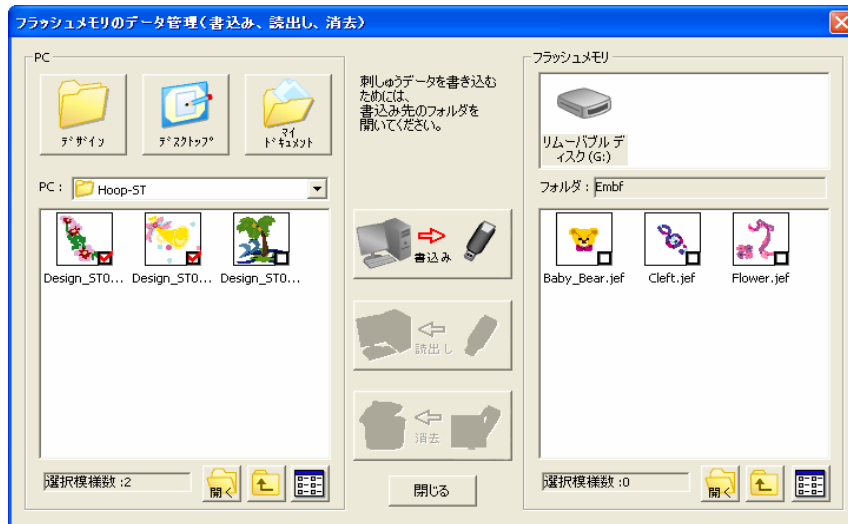 フラッシュメモリのデータ管理(書込み、読出し、消去)
PC
デザイン
デスクトップ
マイ
ドキュメント
PC :
Hoop-ST
Design_ST0...
Design_ST0...
Design_ST0...
選択模様数 :2
開く
刺しゅうデータを書き込む
ためには、
書込み先のフォルダを
開いてください。
書込み
読出し
消去
閉じる
フラッシュメモリ
リムーバブル デ
ィスク (G:)
フォルダ : Embf
Baby_Bear.jef
Cleft.jef
Flower.jef
選択模様数 :0
開く